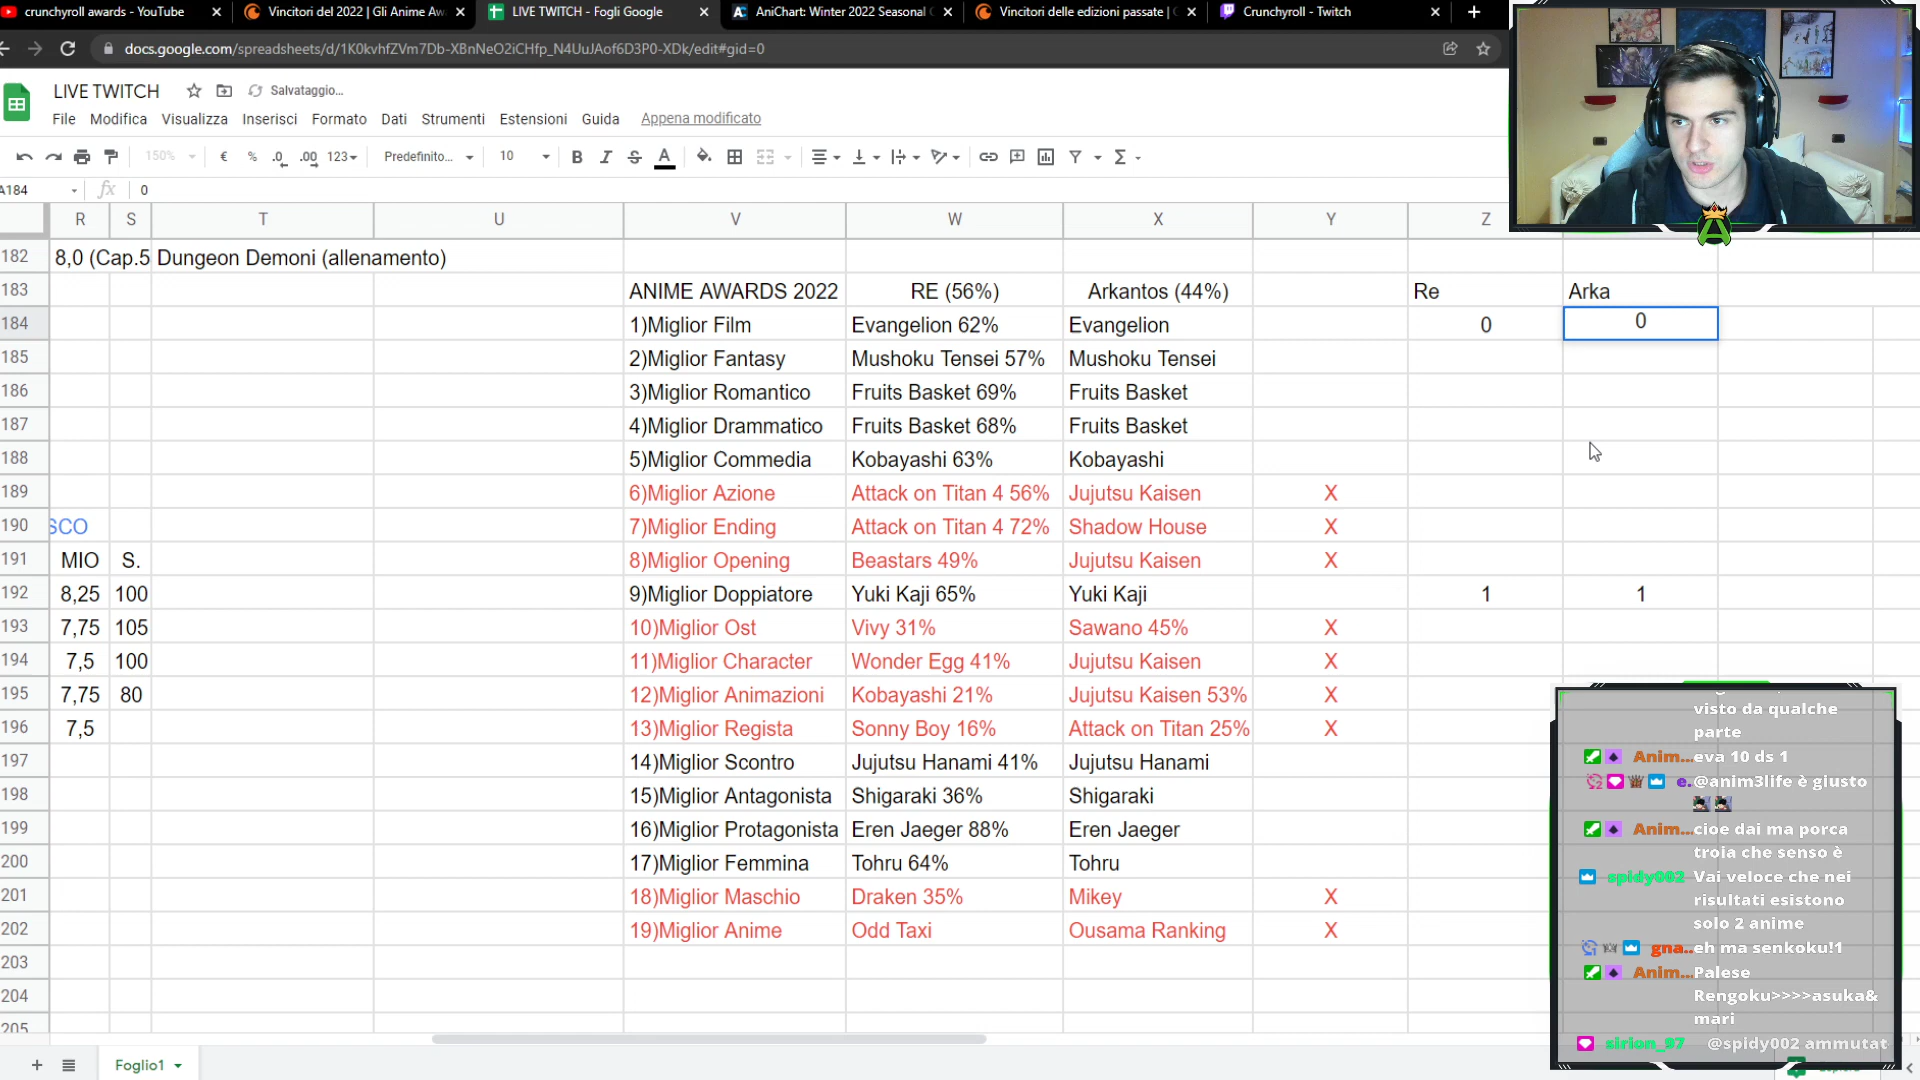 crunchyroll awards - YouTube
Vincitori del 2022 | Gli Anime Aw
LIVE TWITCH - Fogli Google
AniChart: Winter 2022 Seasonal
Vincitori delle edizioni passate |
Crunchyroll - Twitch
docs.google.com/spreadsheets/d/1K0kvhfZVm7Db-XBnNeO2iCHfp_N4UuJAof6D3P0-XDk/edit#gid=0
LIVE TWITCH
Salvataggio...
File Modifica Visualizza Inserisci Formato Dati Strumenti Estensioni Guida Appena modificato
150% € % .0 .00 123 Predefinito... 10 B I S A Σ
A184 fx 0
R S T U V W X Y Z
182 8,0 (Cap.5 Dungeon Demoni (allenamento)
183 ANIME AWARDS 2022 RE (56%) Arkantos (44%) Re Arka
184 1)Miglior Film Evangelion 62% Evangelion 0 0
185 2)Miglior Fantasy Mushoku Tensei 57% Mushoku Tensei
186 3)Miglior Romantico Fruits Basket 69% Fruits Basket
187 4)Miglior Drammatico Fruits Basket 68% Fruits Basket
188 5)Miglior Commedia Kobayashi 63% Kobayashi
189 6)Miglior Azione Attack on Titan 4 56% Jujutsu Kaisen X
190 SCO 7)Miglior Ending Attack on Titan 4 72% Shadow House X
191 MIO S. 8)Miglior Opening Beastars 49% Jujutsu Kaisen X
192 8,25 100 9)Miglior Doppiatore Yuki Kaji 65% Yuki Kaji 1 1
193 7,75 105 10)Miglior Ost Vivy 31% Sawano 45% X
194 7,5 100 11)Miglior Character Wonder Egg 41% Jujutsu Kaisen X
195 7,75 80 12)Miglior Animazioni Kobayashi 21% Jujutsu Kaisen 53% X
196 7,5 13)Miglior Regista Sonny Boy 16% Attack on Titan 25% X
197 14)Miglior Scontro Jujutsu Hanami 41% Jujutsu Hanami
198 15)Miglior Antagonista Shigaraki 36% Shigaraki
199 16)Miglior Protagonista Eren Jaeger 88% Eren Jaeger
200 17)Miglior Femmina Tohru 64% Tohru
201 18)Miglior Maschio Draken 35% Mikey X
202 19)Miglior Anime Odd Taxi Ousama Ranking X
203
204
205
Foglio1
visto da qualche
parte
Anim... eva 10 ds 1
e. @anim3life è giusto
Anim... cioe dai ma porca
troia che senso è
spidy002 Vai veloce che nei
risultati esistono
solo 2 anime
gna.. eh ma senkoku!1
Anim... Palese
Rengoku>>>>asuka&
mari
sirion_97 @spidy002 ammutat